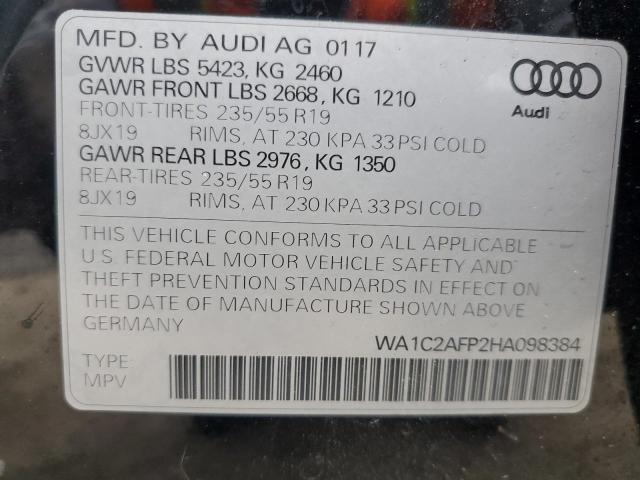 MFD. BY AUDI AG 01 17
GVWR LBS 5423, KG 2460
GAWR FRONT LBS 2668, KG 1210
FRONT-TIRES 235/55 R19
8JX19 RIMS, AT 230 KPA 33 PSI COLD
GAWR REAR LBS 2976, KG 1350
REAR-TIRES 235/55 R19
8JX19 RIMS, AT 230 KPA 33 PSI COLD
Audi
THIS VEHICLE CONFORMS TO ALL APPLICABLE
U.S. FEDERAL MOTOR VEHICLE SAFETY AND
THEFT PREVENTION STANDARDS IN EFFECT ON
THE DATE OF MANUFACTURE SHOWN ABOVE
GERMANY
WA1C2AFP2HA098384
TYPE:
MPV